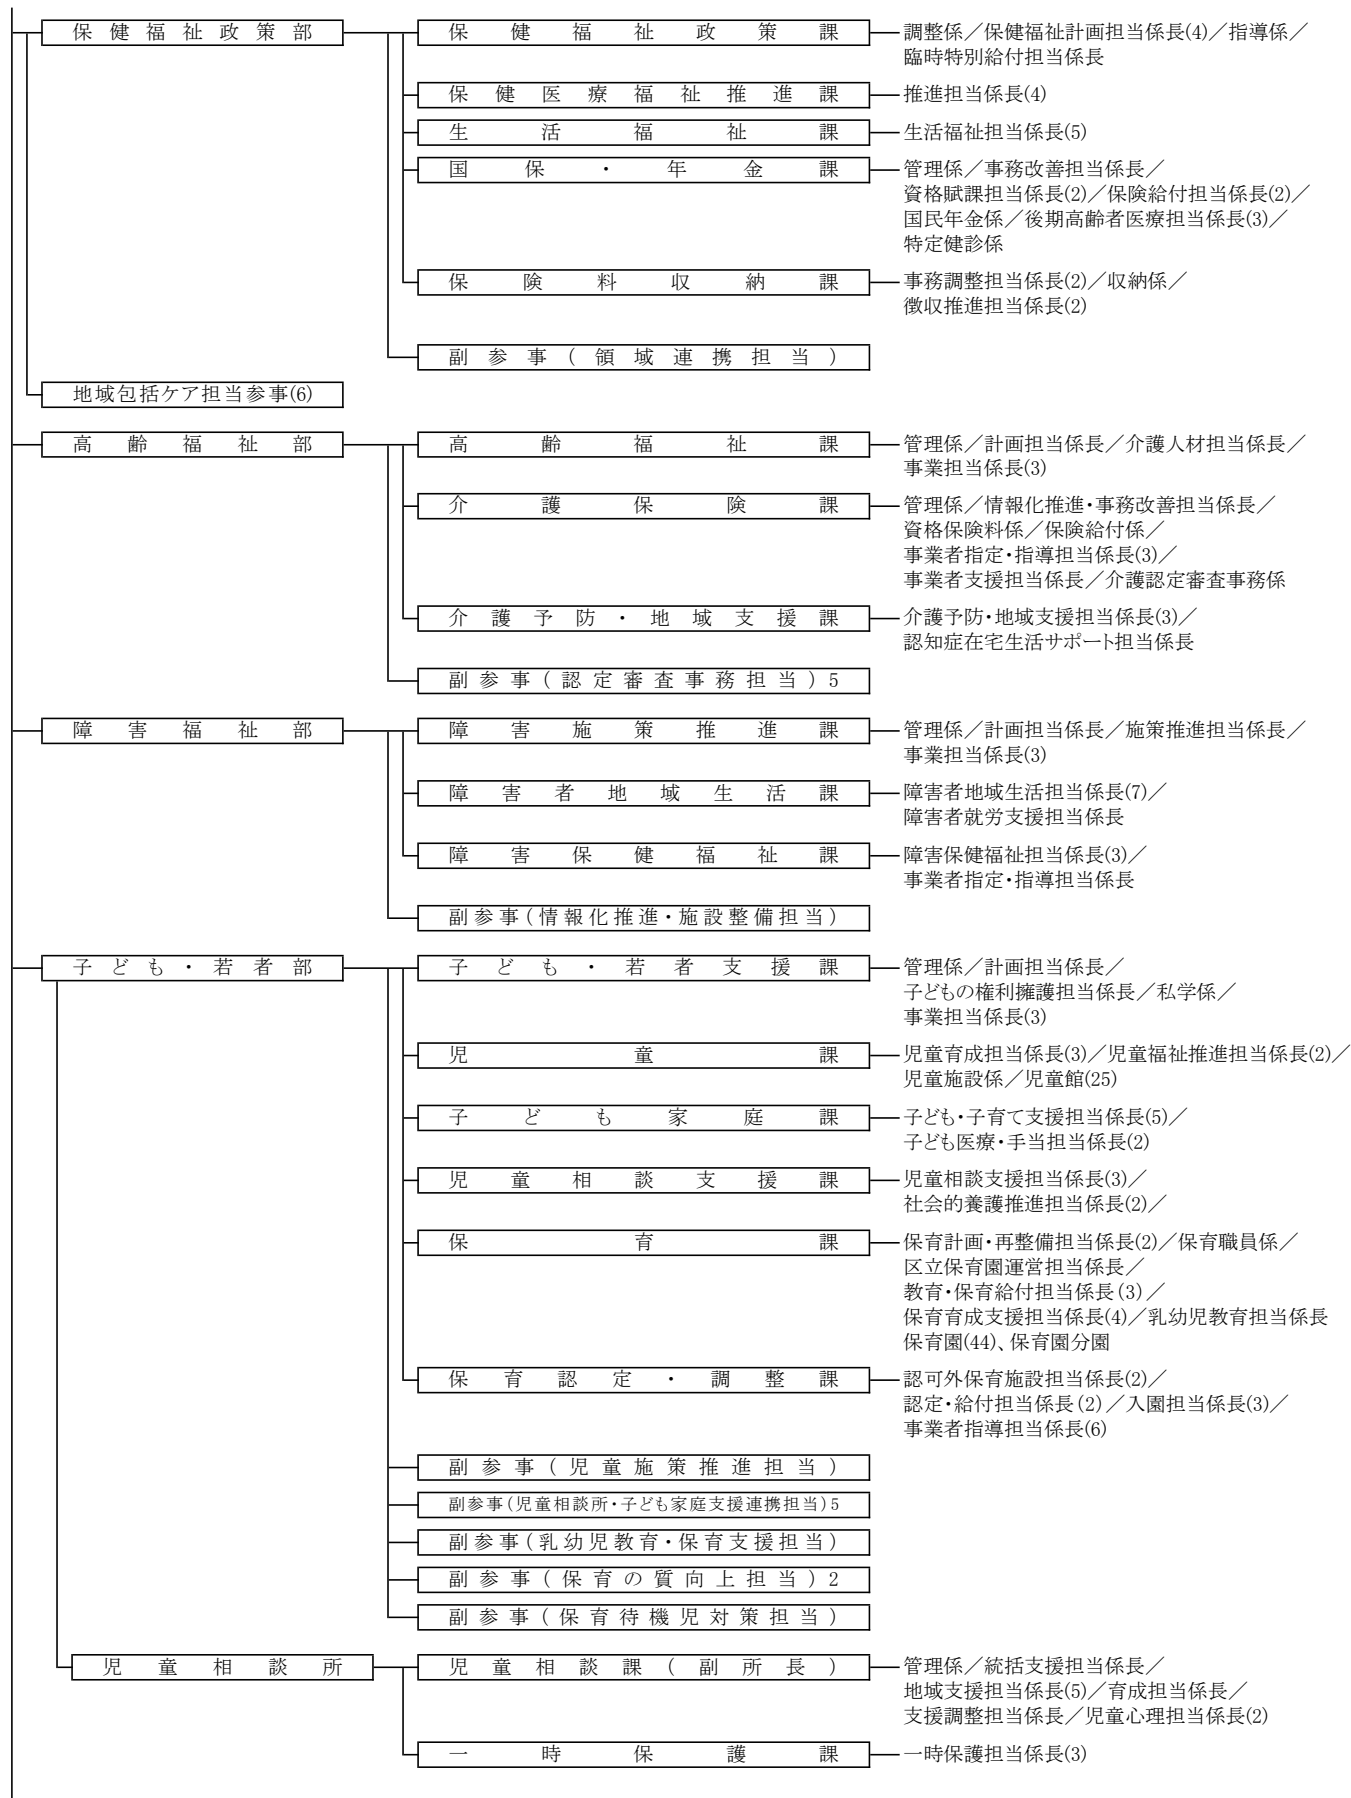 保健福祉政策部
保健福祉政策課
調整係／保健福祉計画担当係長(4)／指導係／
臨時特別給付担当係長
保健医療福祉推進課
推進担当係長(4)
生活福祉課
生活福祉担当係長(5)
国保・年金課
管理係／事務改善担当係長／
資格賦課担当係長(2)／保険給付担当係長(2)／
国民年金係／後期高齢者医療担当係長(3)／
特定健診係
保険料収納課
事務調整担当係長(2)／収納係／
徴収推進担当係長(2)
副参事(領域連携担当)
地域包括ケア担当参事(6)
高齢福祉部
高齢福祉課
管理係／計画担当係長／介護人材担当係長／
事業担当係長(3)
介護保険課
管理係／情報化推進・事務改善担当係長／
資格保険料係／保険給付係／
事業者指定・指導担当係長(3)／
事業者支援担当係長／介護認定審査事務係
介護予防・地域支援課
介護予防・地域支援担当係長(3)／
認知症在宅生活サポート担当係長
副参事(認定審査事務担当)5
障害福祉部
障害施策推進課
管理係／計画担当係長／施策推進担当係長／
事業担当係長(3)
障害者地域生活課
障害者地域生活担当係長(7)／
障害者就労支援担当係長
障害保健福祉課
障害保健福祉担当係長(3)／
事業者指定・指導担当係長
副参事(情報化推進・施設整備担当)
子ども・若者部
子ども・若者支援課
管理係／計画担当係長／
子どもの権利擁護担当係長／私学係／
事業担当係長(3)
児童課
児童育成担当係長(3)／児童福祉推進担当係長(2)／
児童施設係／児童館(25)
子ども家庭課
子ども・子育て支援担当係長(5)／
子ども医療・手当担当係長(2)
児童相談支援課
児童相談支援担当係長(3)／
社会的養護推進担当係長(2)／
保育課
保育計画・再整備担当係長(2)／保育職員係／
区立保育園運営担当係長／
教育・保育給付担当係長(3)／
保育育成支援担当係長(4)／乳幼児教育担当係長
保育園(44)、保育園分園
保育認定・調整課
認可外保育施設担当係長(2)／
認定・給付担当係長(2)／入園担当係長(3)／
事業者指導担当係長(6)
副参事(児童施策推進担当)
副参事(児童相談所・子ども家庭支援連携担当)5
副参事(乳幼児教育・保育支援担当)
副参事(保育の質向上担当)2
副参事(保育待機児対策担当)
児童相談所
児童相談課(副所長)
管理係／統括支援担当係長／
地域支援担当係長(5)／育成担当係長／
支援調整担当係長／児童心理担当係長(2)
一時保護課
一時保護担当係長(3)